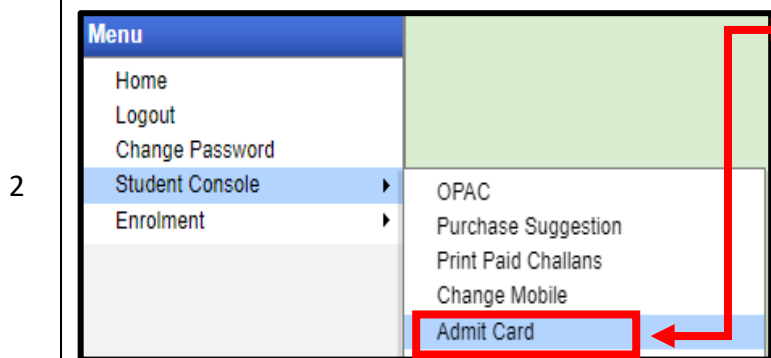 2
Menu
Home
Logout
Change Password
Student Console
Enrolment
OPAC
Purchase Suggestion
Print Paid Challans
Change Mobile
Admit Card